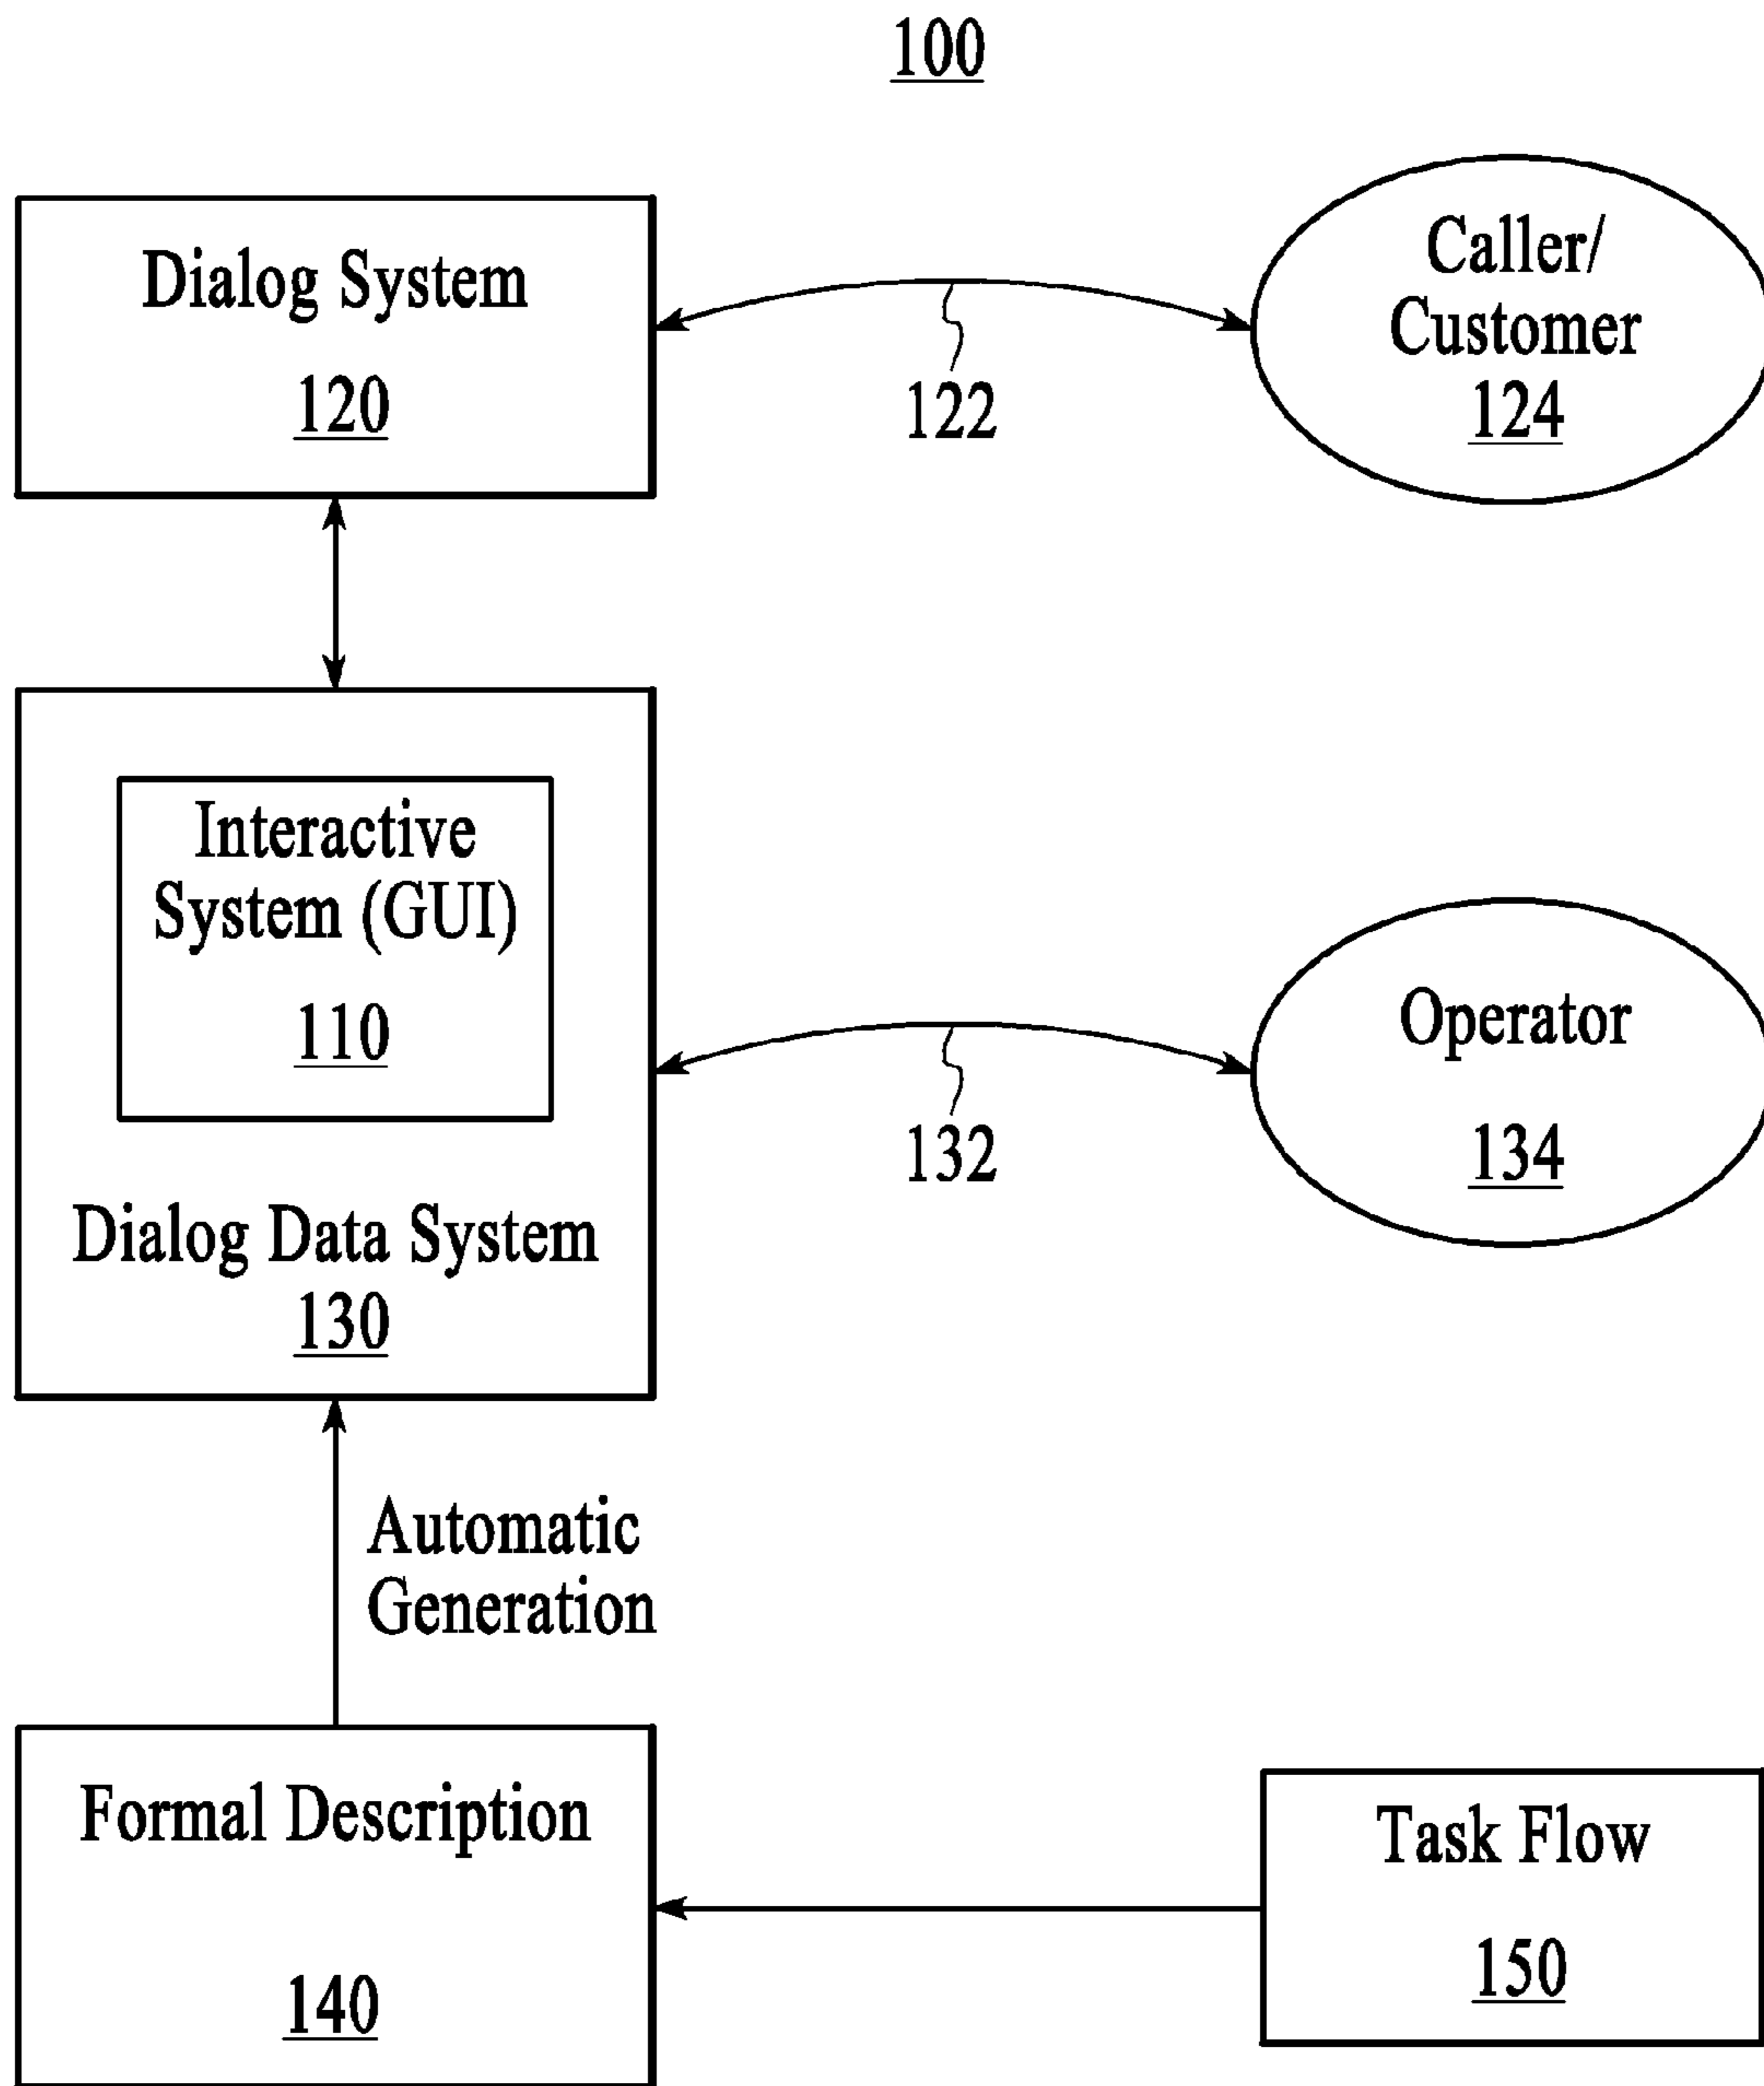 100
Dialog System
120
Caller/
Customer
124
122
Interactive
System (GUI)
110
Dialog Data System
130
Operator
134
132
Automatic
Generation
Formal Description
140
Task Flow
150